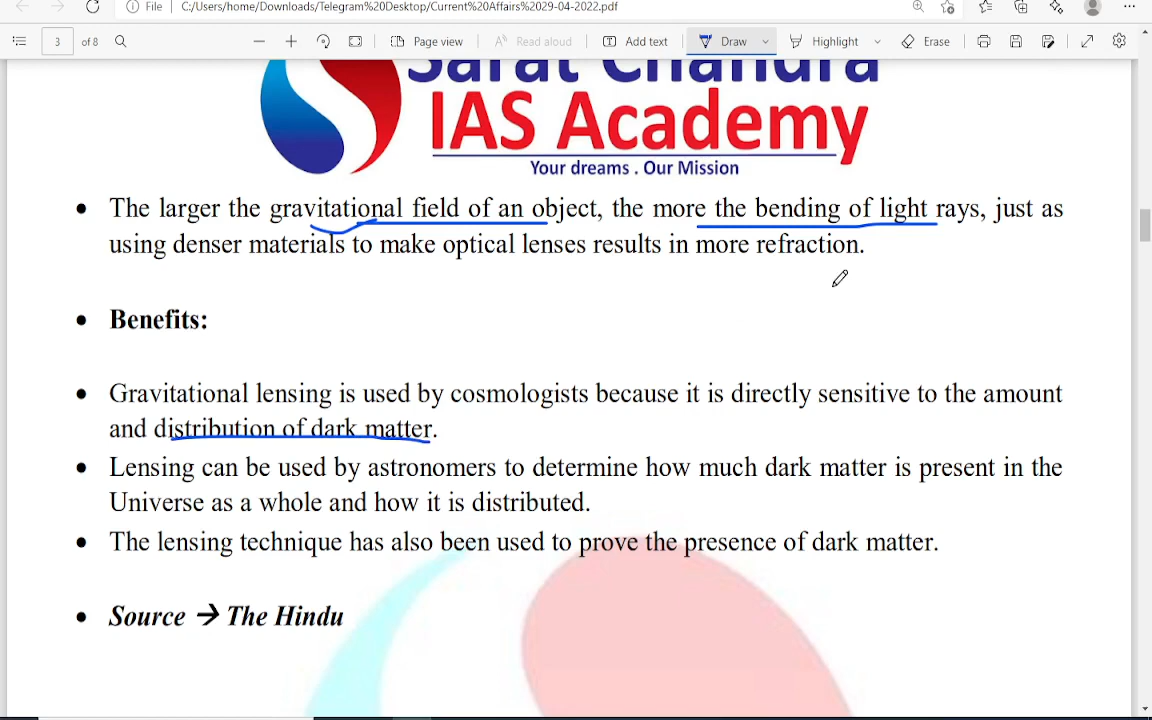 File | C:/Users/home/Downloads/Telegram%20Desktop/Current%20Affairs%2029-04-2022.pdf
3 of 8 Page view Read aloud Add text Draw Highlight Erase
Sarat Chandra
IAS Academy
Your dreams . Our Mission
• The larger the gravitational field of an object, the more the bending of light rays, just as
using denser materials to make optical lenses results in more refraction.
• Benefits:
• Gravitational lensing is used by cosmologists because it is directly sensitive to the amount
and distribution of dark matter.
• Lensing can be used by astronomers to determine how much dark matter is present in the
Universe as a whole and how it is distributed.
• The lensing technique has also been used to prove the presence of dark matter.
• Source → The Hindu